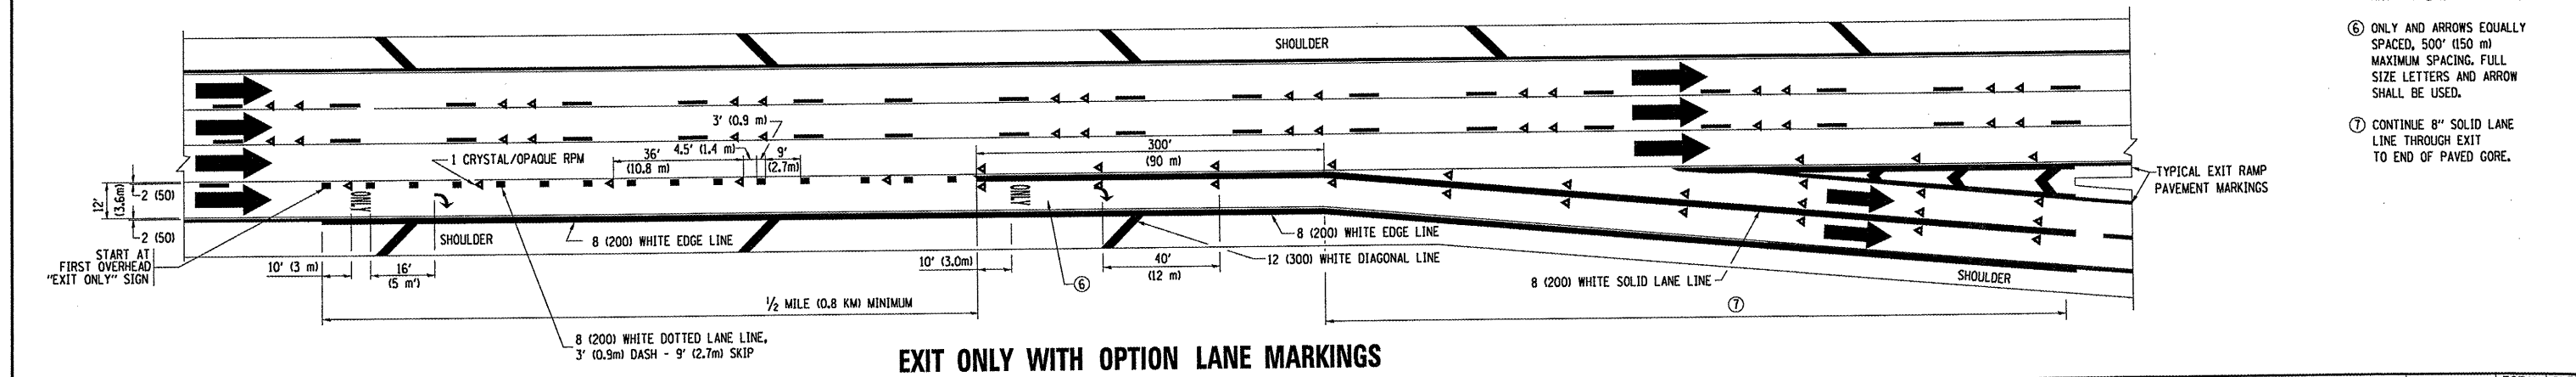 SHOULDER
3' (0.9 m)
1 CRYSTAL/OPAQUE RPM
36'
(10.8 m)
4.5' (1.4 m)
9'
(2.7m)
300'
(90 m)
12'
(3.6m)
2 (50)
2 (50)
ONLY
ONLY
SHOULDER
8 (200) WHITE EDGE LINE
8 (200) WHITE EDGE LINE
START AT
FIRST OVERHEAD
"EXIT ONLY" SIGN
10' (3 m)
16'
(5 m')
10' (3.0m)
40'
(12 m)
12 (300) WHITE DIAGONAL LINE
⑥
8 (200) WHITE SOLID LANE LINE
SHOULDER
⑦
½ MILE (0.8 KM) MINIMUM
8 (200) WHITE DOTTED LANE LINE,
3' (0.9m) DASH - 9' (2.7m) SKIP
TYPICAL EXIT RAMP
PAVEMENT MARKINGS
⑥ ONLY AND ARROWS EQUALLY
SPACED, 500' (150 m)
MAXIMUM SPACING. FULL
SIZE LETTERS AND ARROW
SHALL BE USED.
⑦ CONTINUE 8" SOLID LANE
LINE THROUGH EXIT
TO END OF PAVED GORE.
EXIT ONLY WITH OPTION LANE MARKINGS